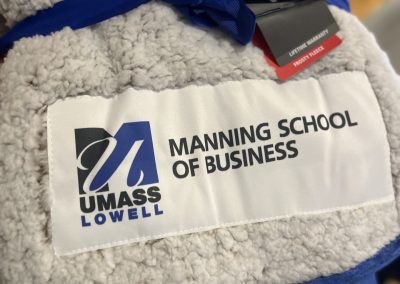 LIFETIME WARRANTY
FROSTY FLEECE
MANNING SCHOOL
OF BUSINESS
UMASS
LOWELL